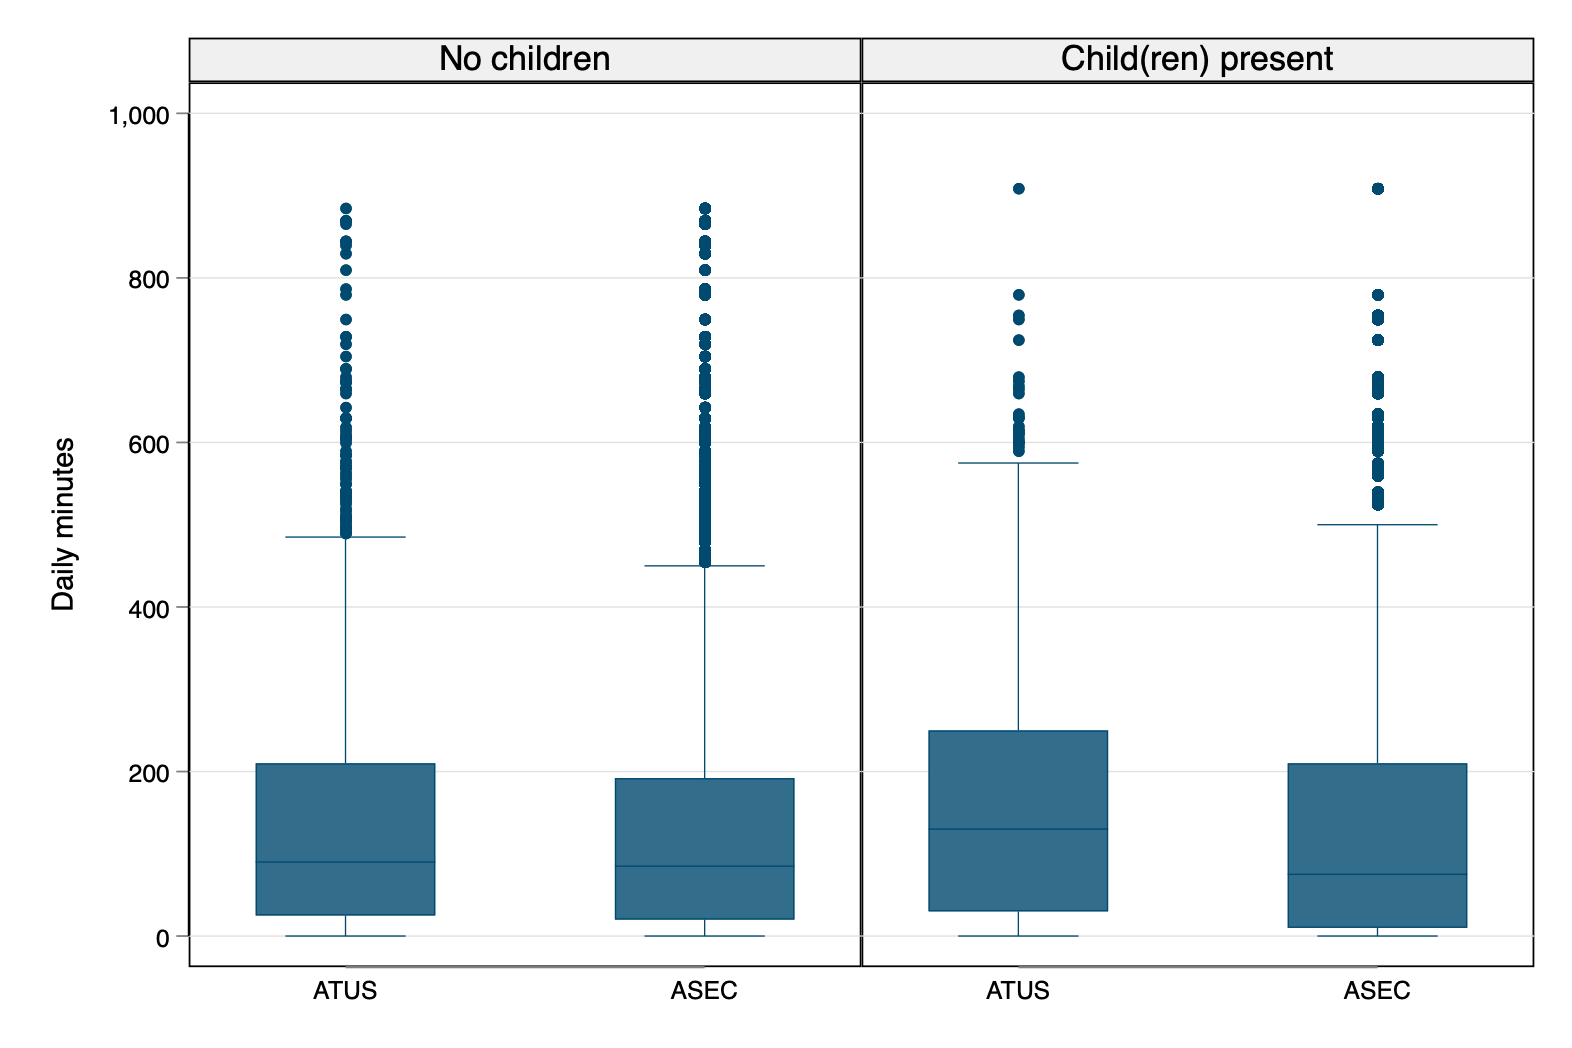 No children
Child(ren) present
Daily minutes
1,000
800
600
400
200
0
ATUS
ASEC
ATUS
ASEC